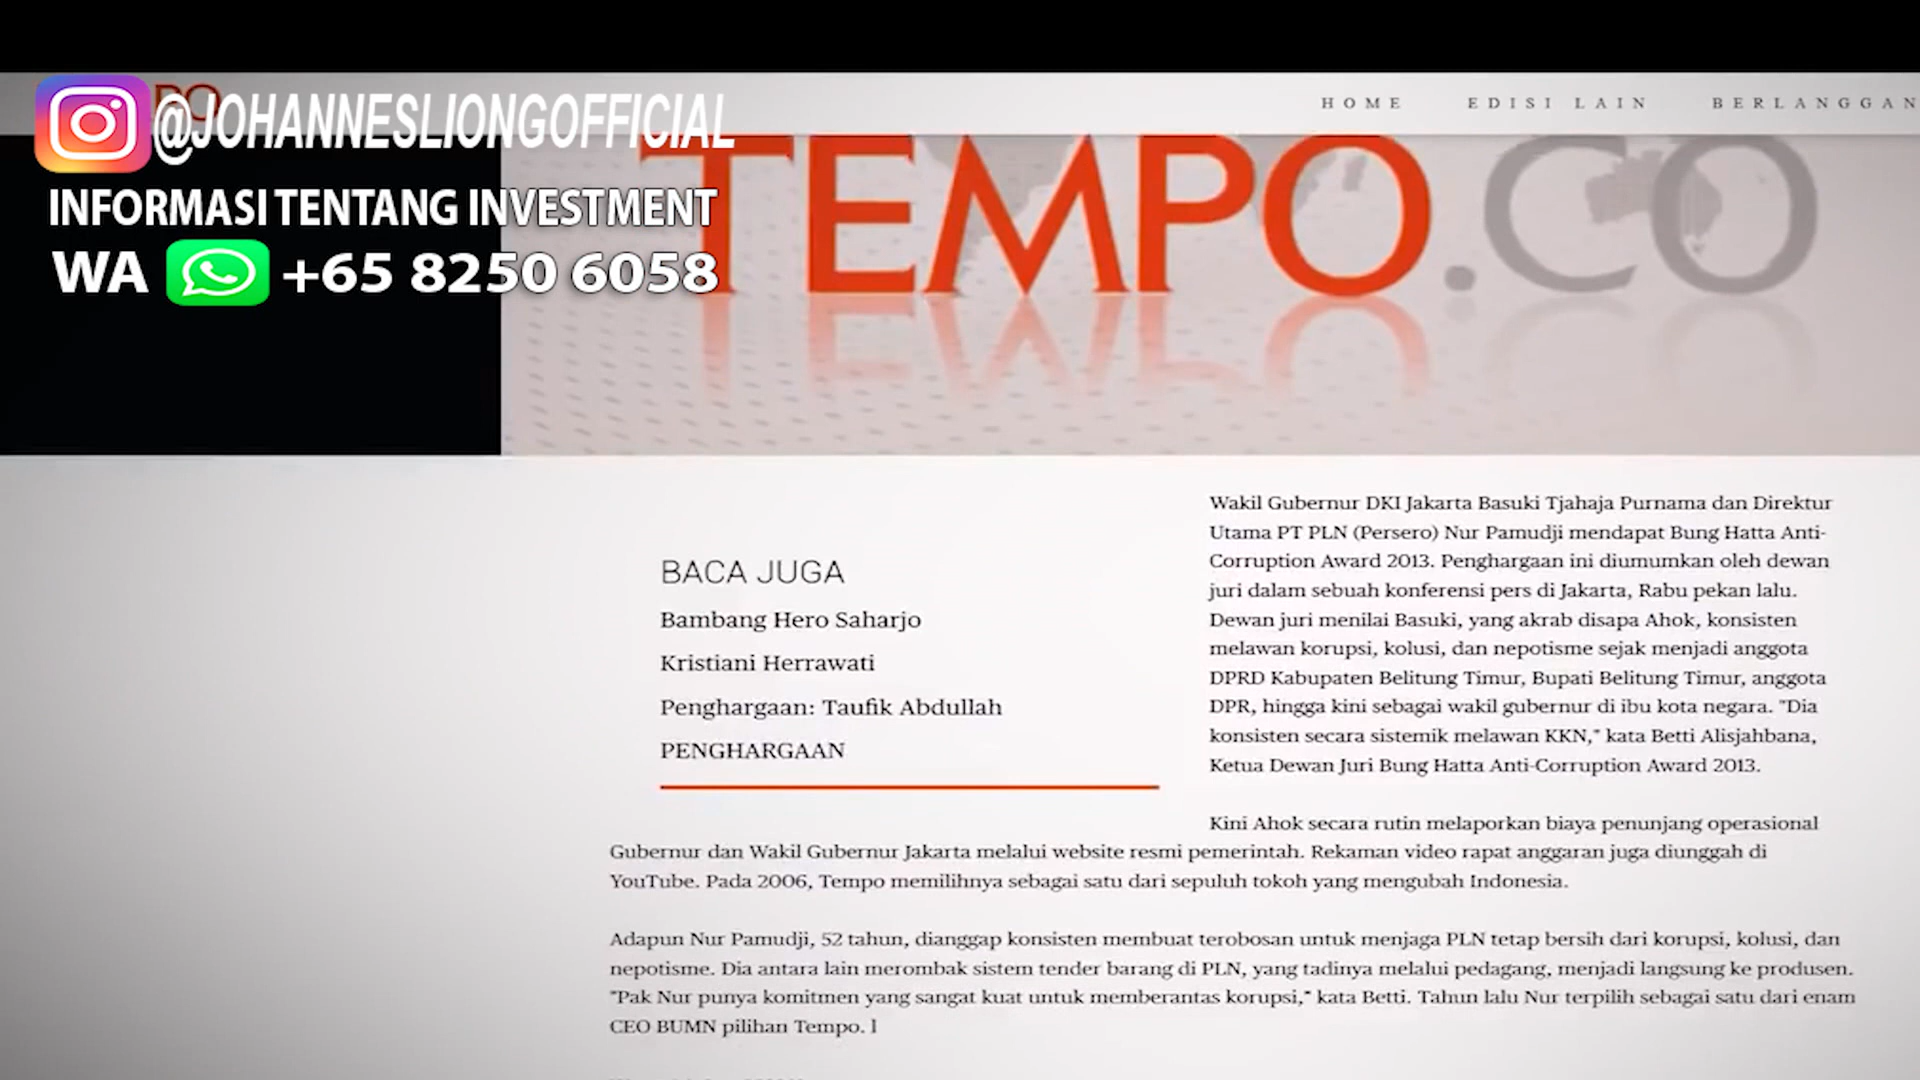 PO
@JOHANNESLIONGOFFICIAL
INFORMASI TENTANG INVESTMENT
WA +65 8250 6058
HOME EDISI LAIN BERLANGGAN
TEMPO.CO
BACA JUGA
Bambang Hero Saharjo
Kristiani Herrawati
Penghargaan: Taufik Abdullah
PENGHARGAAN
Wakil Gubernur DKI Jakarta Basuki Tjahaja Purnama dan Direktur
Utama PT PLN (Persero) Nur Pamudji mendapat Bung Hatta Anti-
Corruption Award 2013. Penghargaan ini diumumkan oleh dewan
juri dalam sebuah konferensi pers di Jakarta, Rabu pekan lalu.
Dewan juri menilai Basuki, yang akrab disapa Ahok, konsisten
melawan korupsi, kolusi, dan nepotisme sejak menjadi anggota
DPRD Kabupaten Belitung Timur, Bupati Belitung Timur, anggota
DPR, hingga kini sebagai wakil gubernur di ibu kota negara. "Dia
konsisten secara sistemik melawan KKN," kata Betti Alisjahbana,
Ketua Dewan Juri Bung Hatta Anti-Corruption Award 2013.
Kini Ahok secara rutin melaporkan biaya penunjang operasional
Gubernur dan Wakil Gubernur Jakarta melalui website resmi pemerintah. Rekaman video rapat anggaran juga diunggah di
YouTube. Pada 2006, Tempo memilihnya sebagai satu dari sepuluh tokoh yang mengubah Indonesia.
Adapun Nur Pamudji, 52 tahun, dianggap konsisten membuat terobosan untuk menjaga PLN tetap bersih dari korupsi, kolusi, dan
nepotisme. Dia antara lain merombak sistem tender barang di PLN, yang tadinya melalui pedagang, menjadi langsung ke produsen.
"Pak Nur punya komitmen yang sangat kuat untuk memberantas korupsi," kata Betti. Tahun lalu Nur terpilih sebagai satu dari enam
CEO BUMN pilihan Tempo. l